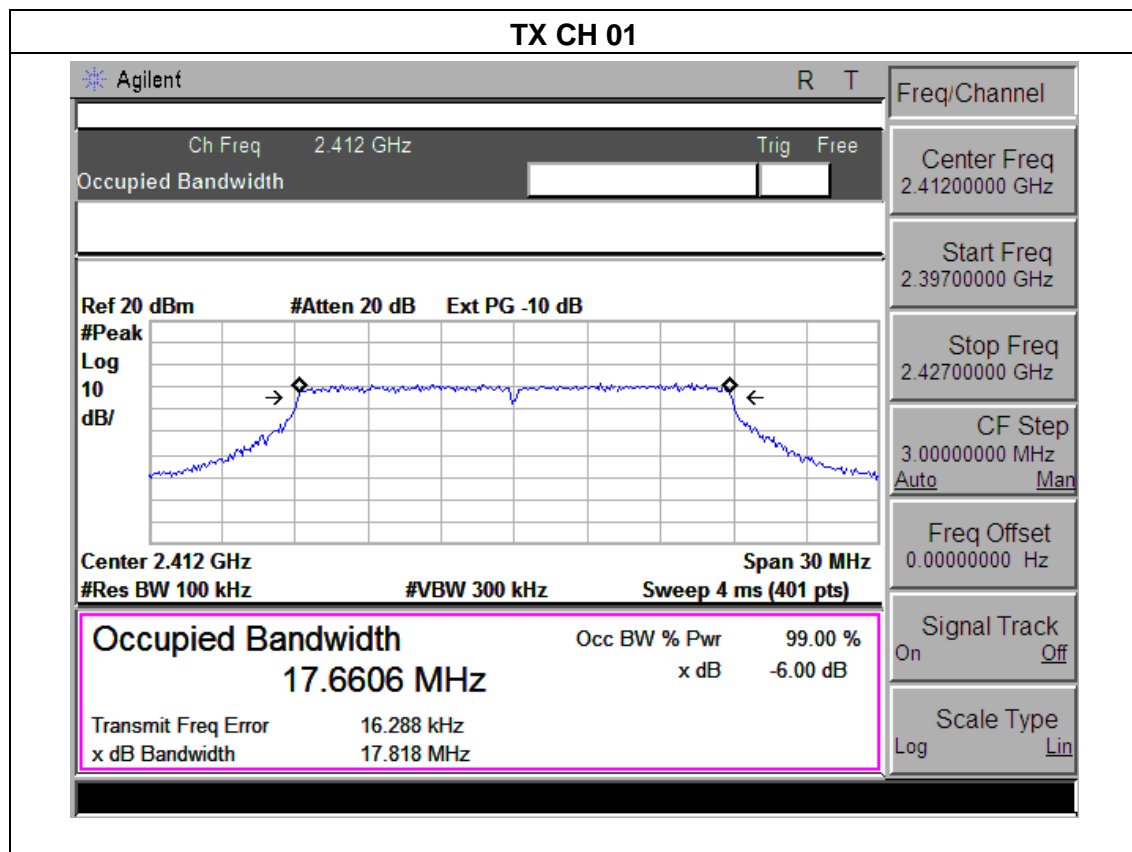 TX CH 01
Agilent R T
Ch Freq 2.412 GHz Trig Free
Occupied Bandwidth
Ref 20 dBm #Atten 20 dB Ext PG -10 dB
#Peak
Log
10
dB/
Center 2.412 GHz Span 30 MHz
#Res BW 100 kHz #VBW 300 kHz Sweep 4 ms (401 pts)
Occupied Bandwidth Occ BW % Pwr 99.00 %
17.6606 MHz x dB -6.00 dB
Transmit Freq Error 16.288 kHz
x dB Bandwidth 17.818 MHz
Freq/Channel
Center Freq
2.41200000 GHz
Start Freq
2.39700000 GHz
Stop Freq
2.42700000 GHz
CF Step
3.00000000 MHz
Auto Man
Freq Offset
0.00000000 Hz
Signal Track
On Off
Scale Type
Log Lin